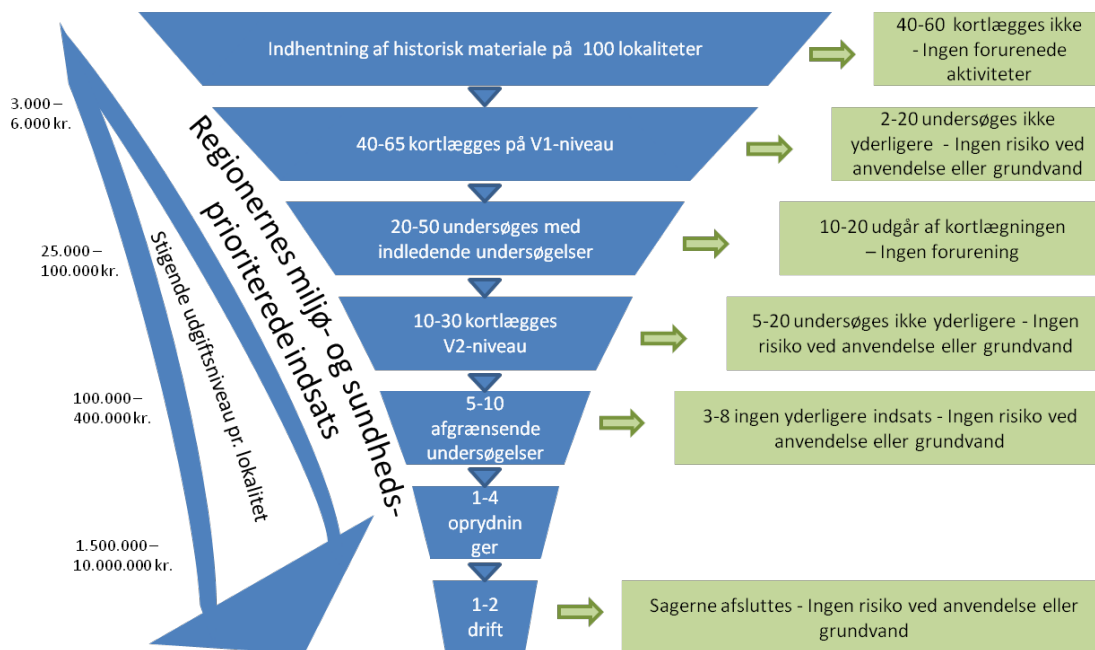 Indhentning af historisk materiale på 100 lokaliteter
40-60 kortlægges ikke
- Ingen forurenede
aktiviteter
3.000 –
6.000 kr.
40-65 kortlægges på V1-niveau
2-20 undersøges ikke
yderligere - Ingen risiko ved
anvendelse eller grundvand
Regionernes miljø- og sundheds-
prioriterede indsats
Stigende udgiftsniveau pr. lokalitet
20-50 undersøges med
indledende undersøgelser
10-20 udgår af kortlægningen
– Ingen forurening
25.000 –
100.000 kr.
10-30 kortlægges
V2-niveau
5-20 undersøges ikke yderligere - Ingen
risiko ved anvendelse eller grundvand
100.000 –
400.000 kr.
5-10
afgrænsende
undersøgelser
3-8 ingen yderligere indsats - Ingen risiko ved
anvendelse eller grundvand
1-4
oprydnin
ger
1.500.000 –
10.000.000 kr.
1-2
drift
Sagerne afsluttes - Ingen risiko ved anvendelse eller
grundvand